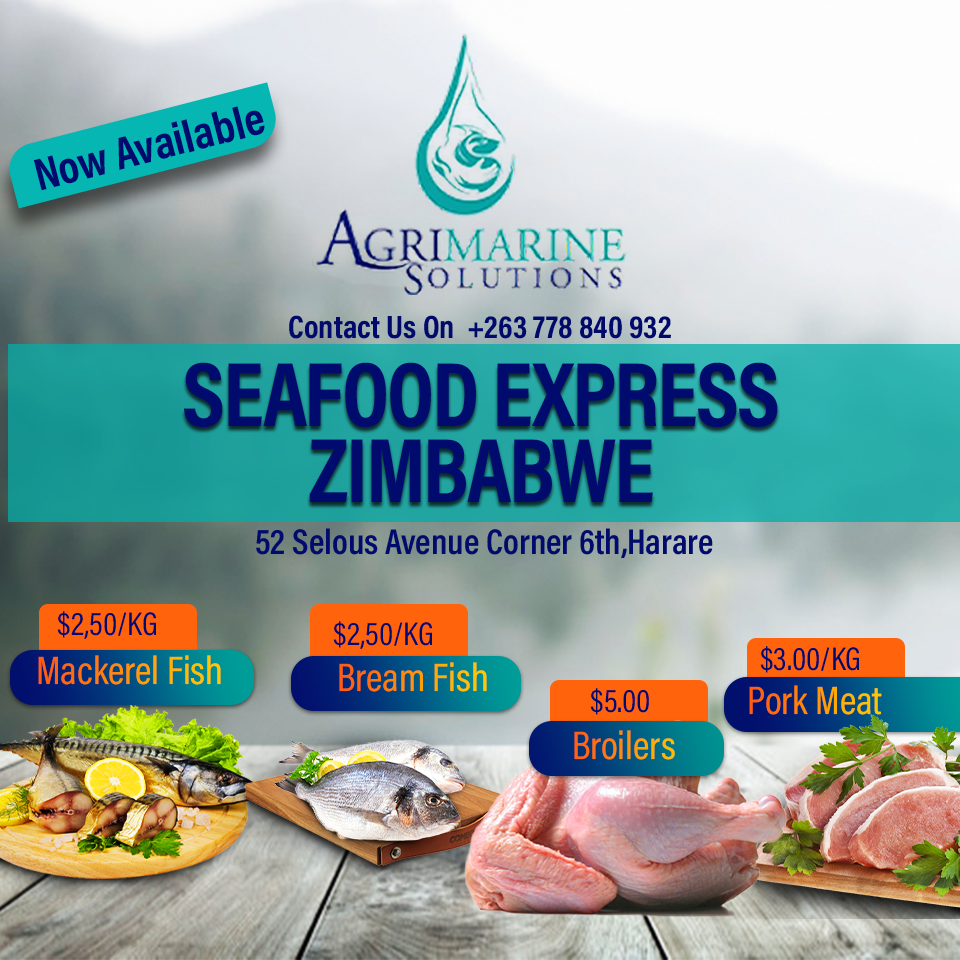 Now Available
AGRIMARINE
SOLUTIONS
Contact Us On +263 778 840 932
SEAFOOD EXPRESS
ZIMBABWE
52 Selous Avenue Corner 6th,Harare
$2,50/KG
Mackerel Fish
$2,50/KG
Bream Fish
$5.00
Broilers
$3.00/KG
Pork Meat